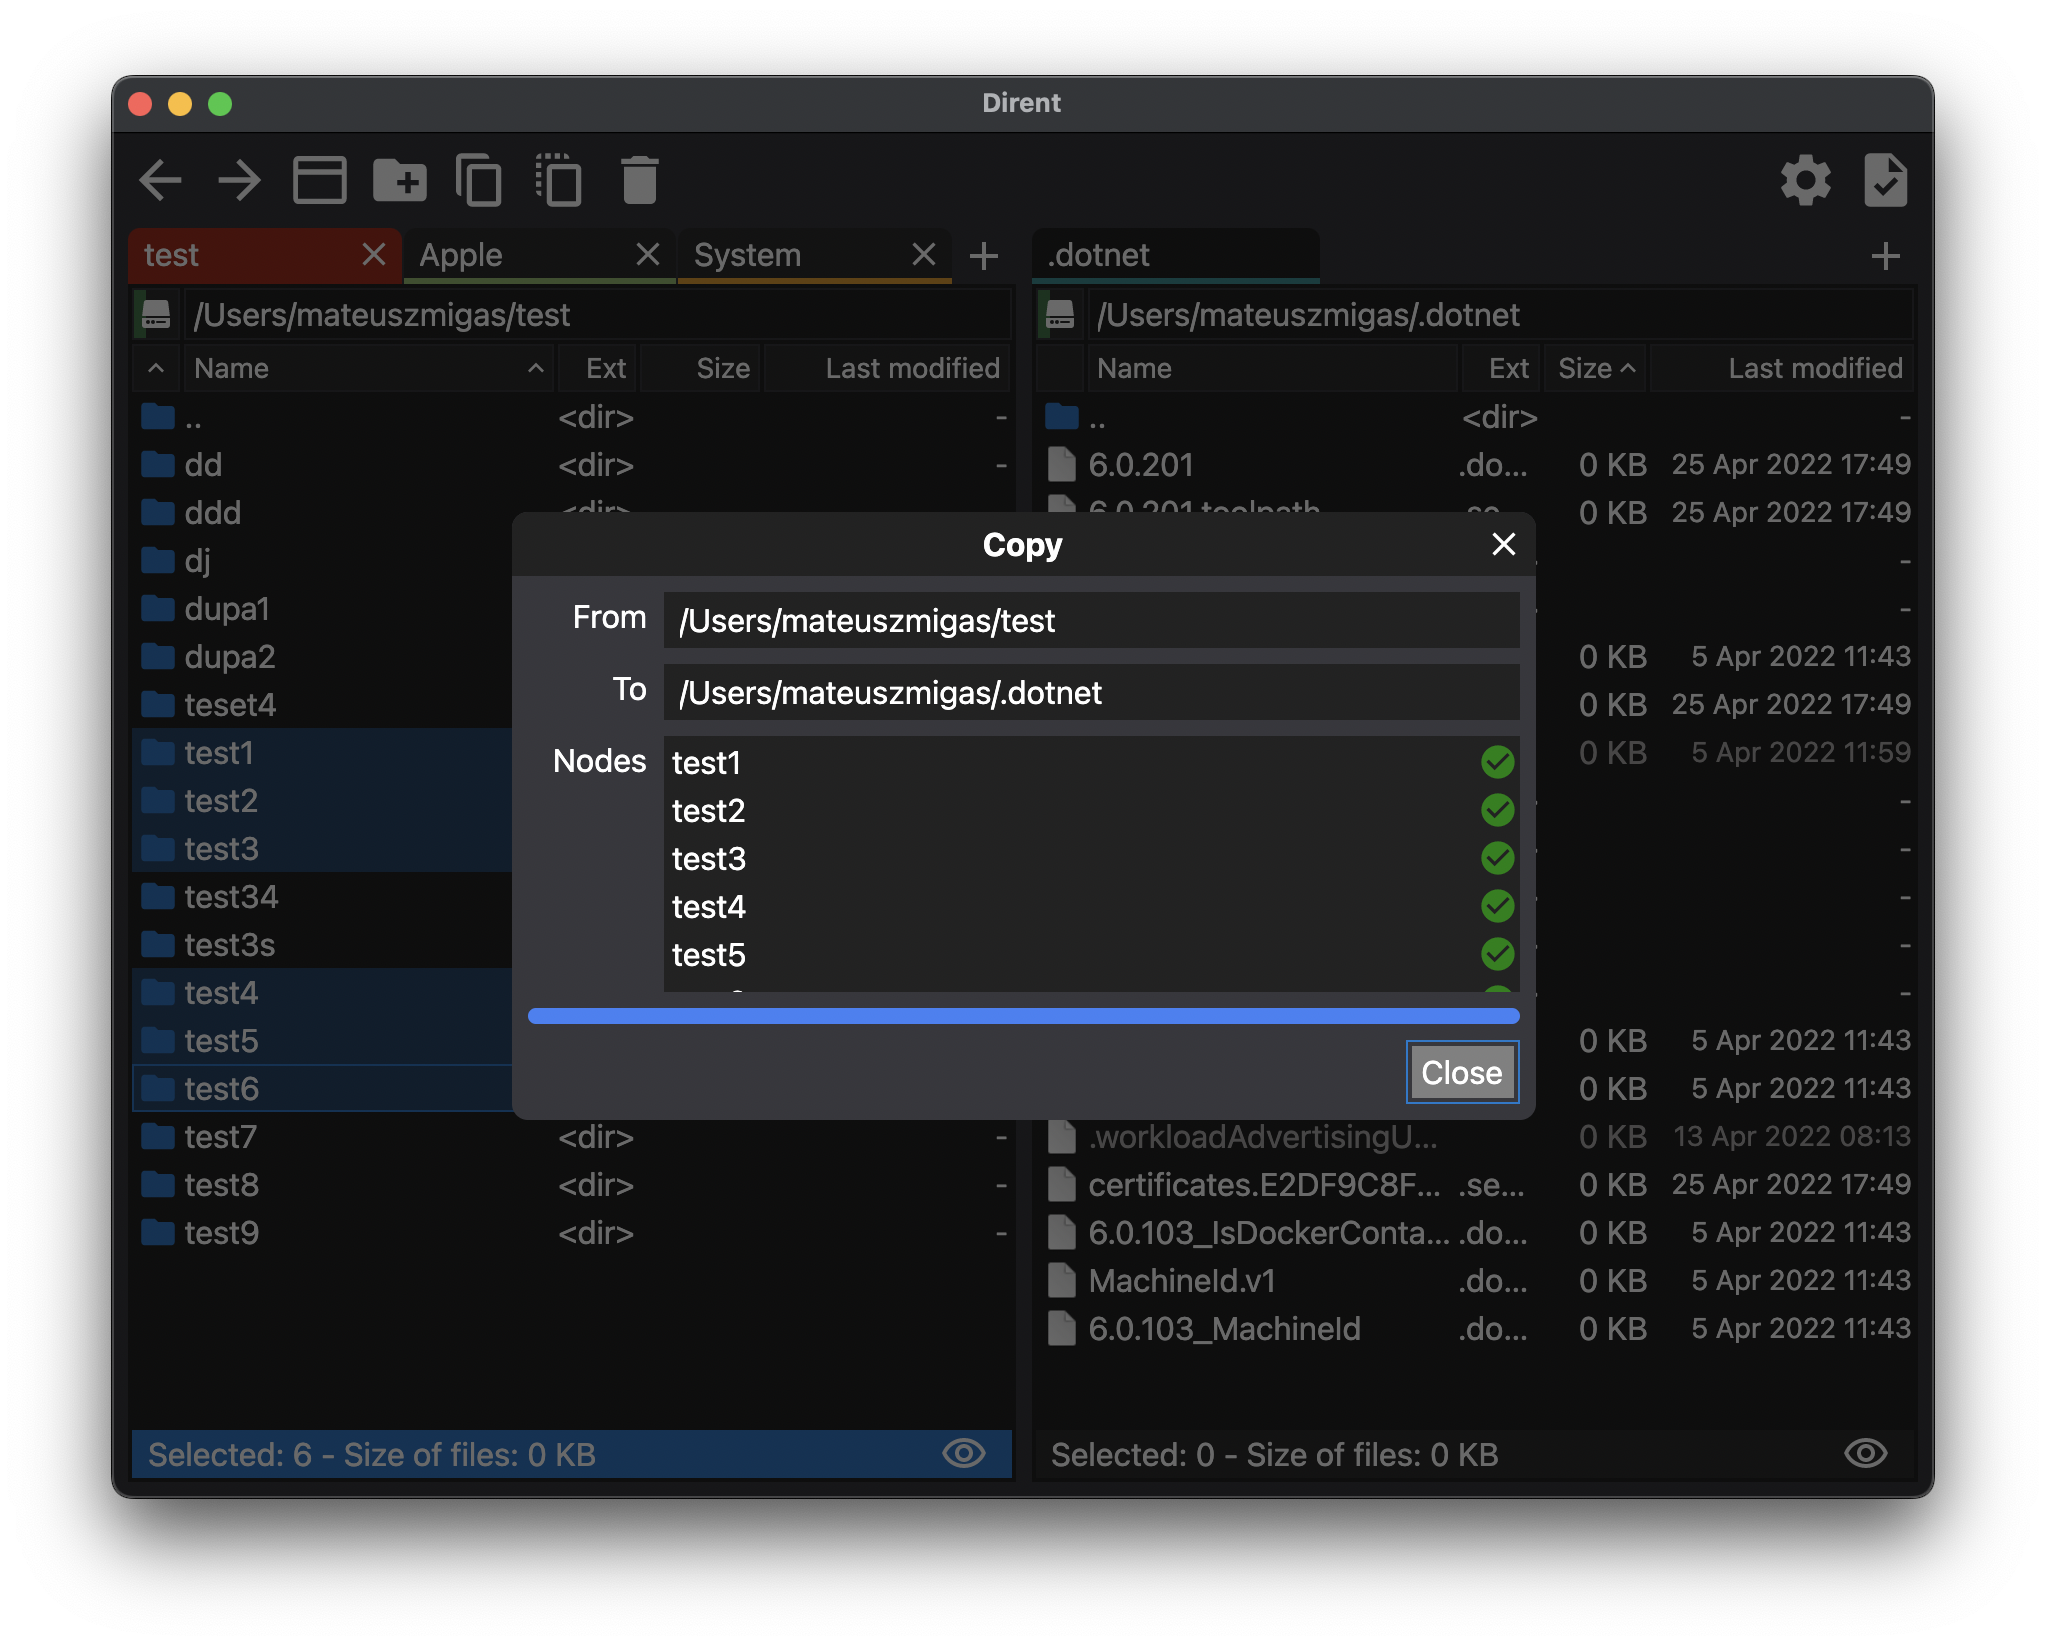 Dirent
test Apple System .dotnet
/Users/mateuszmigas/test
Name Ext Size Last modified
.. <dir> -
dd <dir> -
ddd
dj
dupa1
dupa2
teset4
test1
test2
test3
test34
test3s
test4
test5
test6
test7 <dir> -
test8 <dir> -
test9 <dir> -
Selected: 6 - Size of files: 0 KB
/Users/mateuszmigas/.dotnet
Name Ext Size Last modified
.. <dir> -
6.0.201 .do... 0 KB 25 Apr 2022 17:49
6.0.201.toolpath .se... 0 KB 25 Apr 2022 17:49
-
-
0 KB 5 Apr 2022 11:43
0 KB 25 Apr 2022 17:49
0 KB 5 Apr 2022 11:59
-
-
-
-
-
0 KB 5 Apr 2022 11:43
0 KB 5 Apr 2022 11:43
.workloadAdvertisingU... 0 KB 13 Apr 2022 08:13
certificates.E2DF9C8F... .se... 0 KB 25 Apr 2022 17:49
6.0.103_IsDockerConta... .do... 0 KB 5 Apr 2022 11:43
MachineId.v1 .do... 0 KB 5 Apr 2022 11:43
6.0.103_MachineId .do... 0 KB 5 Apr 2022 11:43
Selected: 0 - Size of files: 0 KB
Copy
From /Users/mateuszmigas/test
To /Users/mateuszmigas/.dotnet
Nodes test1
test2
test3
test4
test5
Close